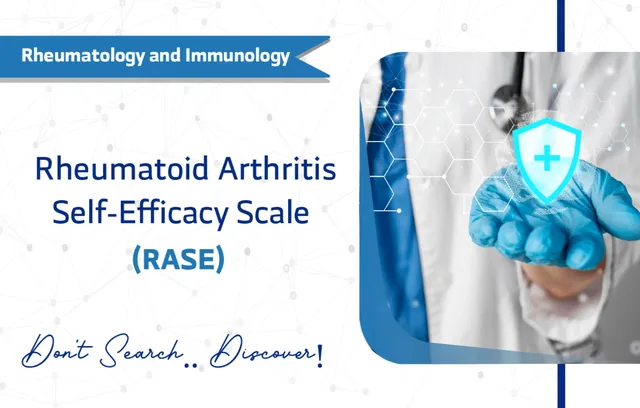 Rheumatology and Immunology
Rheumatoid Arthritis
Self-Efficacy Scale
(RASE)
Don't Search.. Discover!